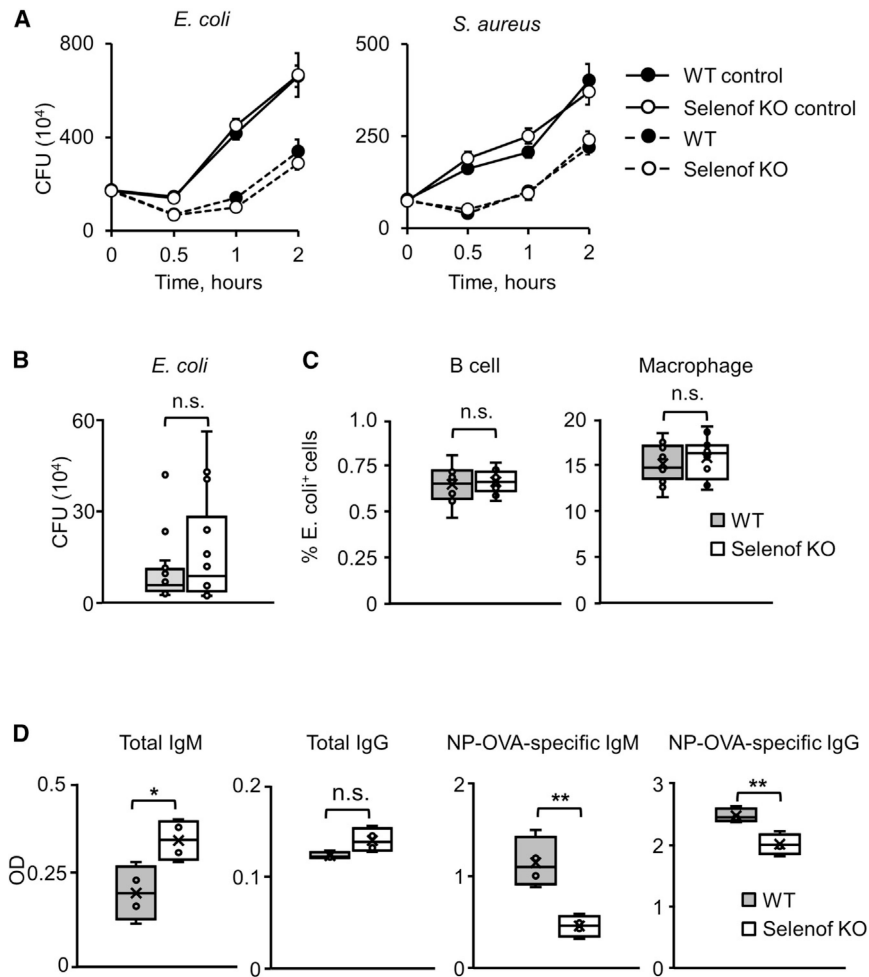 A
E. coli
S. aureus
800
400
0
CFU (10⁴)
0 0.5 1 2
Time, hours
500
250
0
0 0.5 1 2
Time, hours
WT control
Selenof KO control
WT
Selenof KO
B
E. coli
n.s.
60
30
0
CFU (10⁴)
C
B cell
Macrophage
n.s.
n.s.
1.0
0.75
0.50
0.25
0
% E. coli⁺ cells
20
15
10
5
0
WT
Selenof KO
D
Total IgM
Total IgG
NP-OVA-specific IgM
NP-OVA-specific IgG
*
n.s.
**
**
0.5
0.25
0
OD
0.2
0.1
0
2
1
0
3
2
1
0
WT
Selenof KO